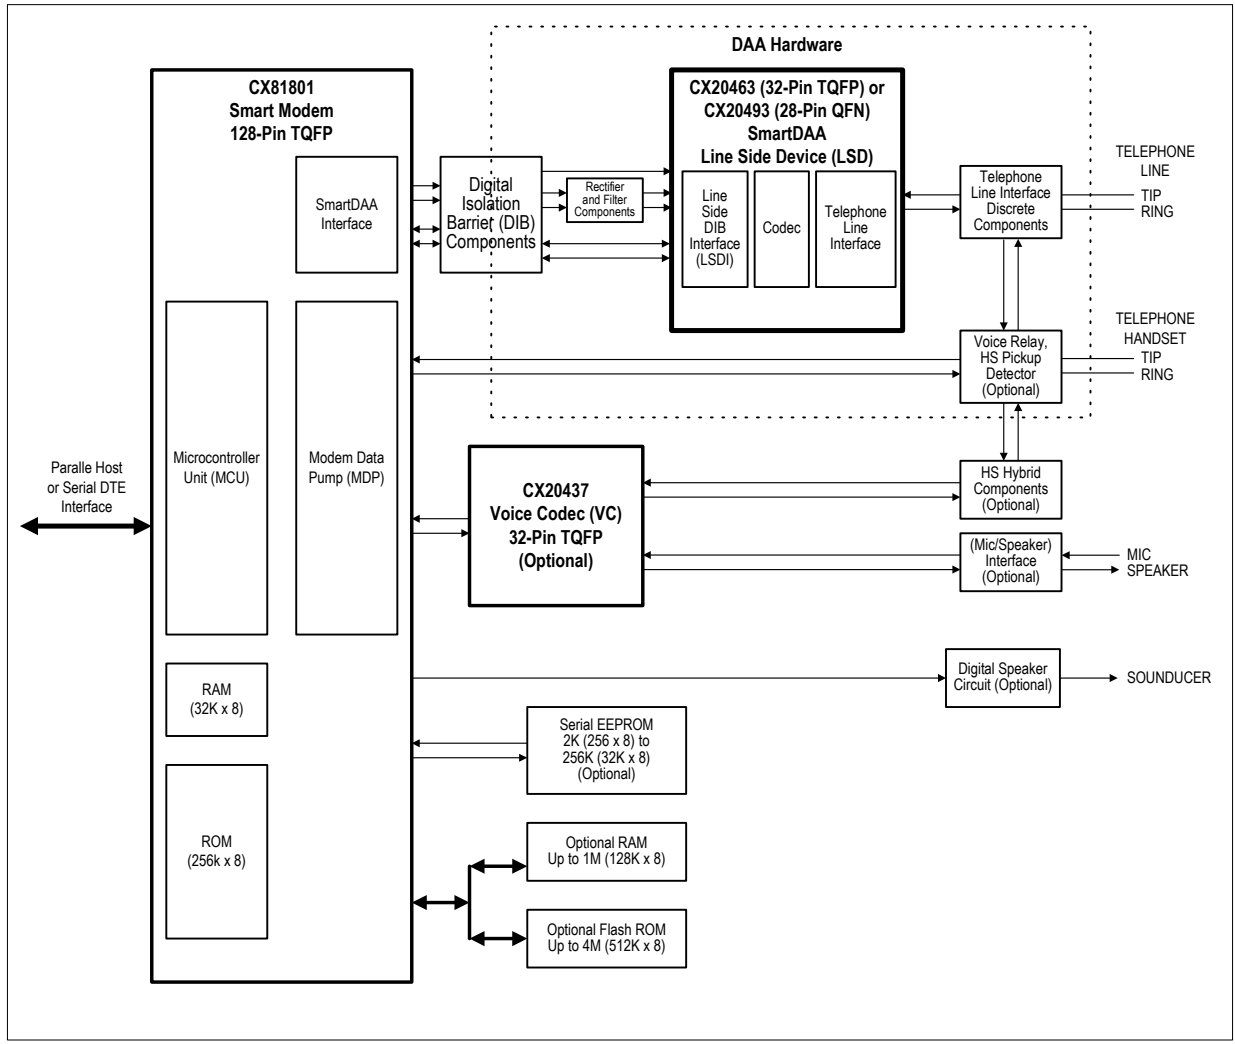 DAA Hardware
CX81801
Smart Modem
128-Pin TQFP
CX20463 (32-Pin TQFP) or
CX20493 (28-Pin QFN)
SmartDAA
Line Side Device (LSD)
SmartDAA
Interface
Digital
Isolation
Barrier (DIB)
Components
Rectifier
and Filter
Components
Line
Side
DIB
Interface
(LSDI)
Codec
Telephone
Line
Interface
Telephone
Line Interface
Discrete
Components
TELEPHONE
LINE
TIP
RING
Voice Relay,
HS Pickup
Detector
(Optional)
TELEPHONE
HANDSET
TIP
RING
Paralle Host
or Serial DTE
Interface
Microcontroller
Unit (MCU)
Modem Data
Pump (MDP)
CX20437
Voice Codec (VC)
32-Pin TQFP
(Optional)
HS Hybrid
Components
(Optional)
(Mic/Speaker)
Interface
(Optional)
MIC
SPEAKER
RAM
(32K x 8)
Digital Speaker
Circuit (Optional)
SOUNDUCER
Serial EEPROM
2K (256 x 8) to
256K (32K x 8)
(Optional)
ROM
(256k x 8)
Optional RAM
Up to 1M (128K x 8)
Optional Flash ROM
Up to 4M (512K x 8)